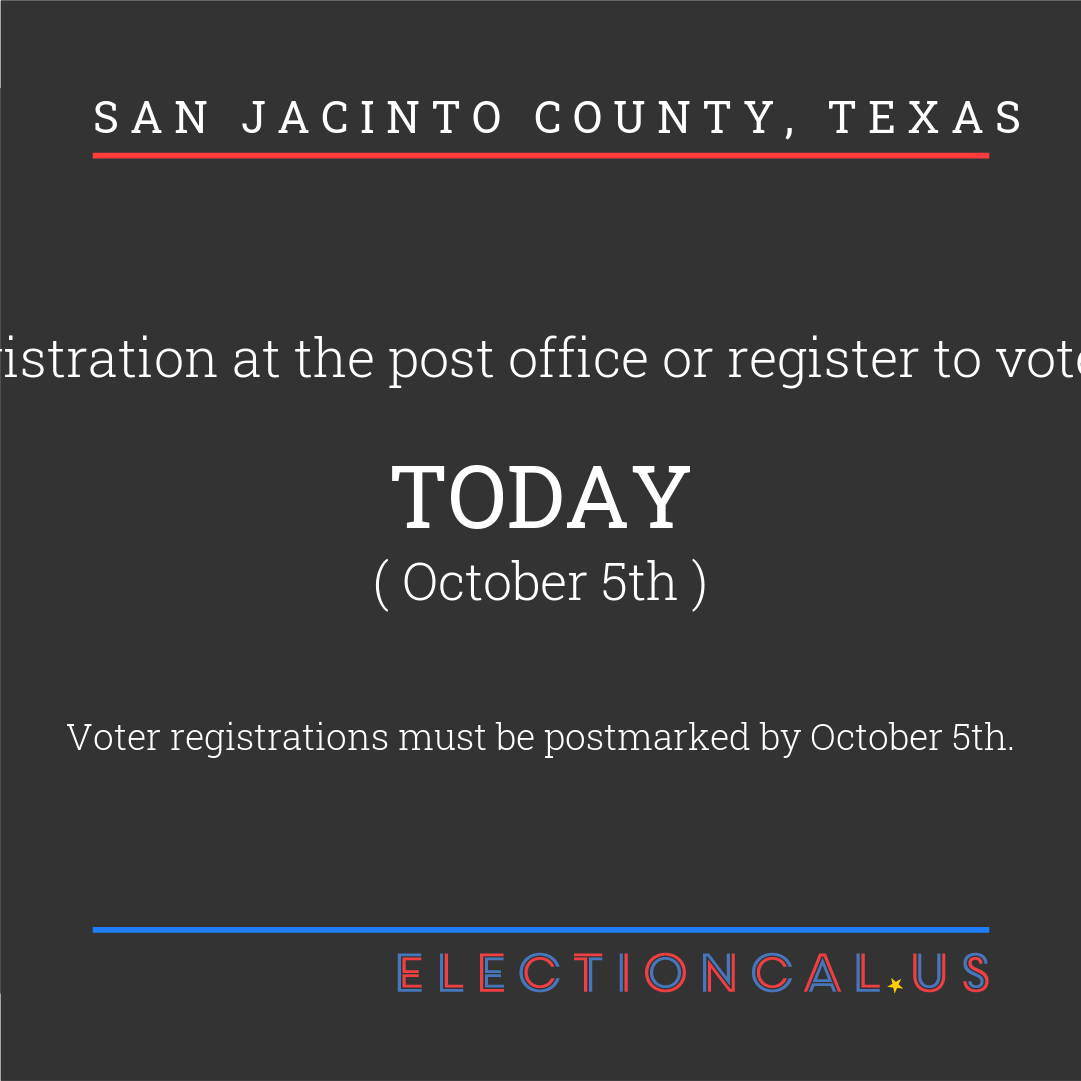 SAN JACINTO COUNTY, TEXAS
istration at the post office or register to vote
TODAY
( October 5th )
Voter registrations must be postmarked by October 5th.
ELECTIONCAL.US